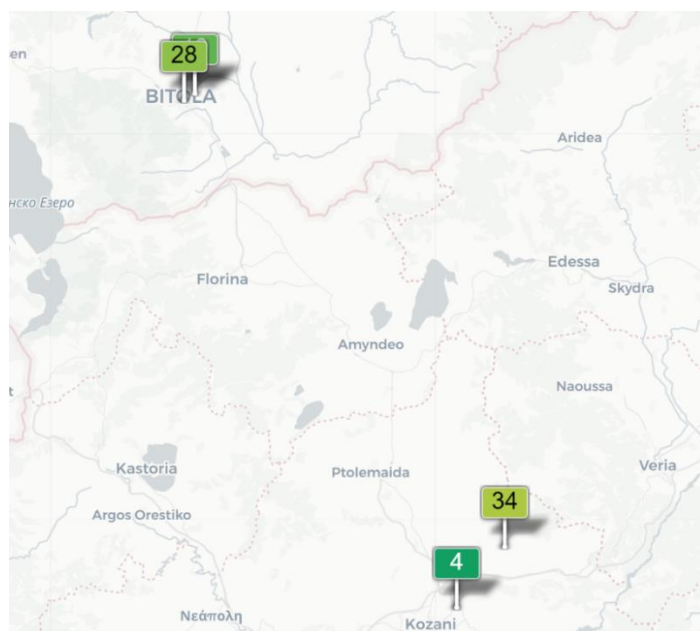 28
sen
BITOLA
Aridea
нско Езеро
Florina
Edessa
Skydra
Amyndeo
Naoussa
t
Kastoria
Ptolemaida
Veria
Argos Orestiko
34
4
Νεάπολη
Kozani